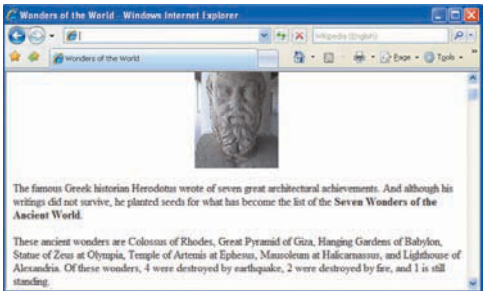 Wonders of the World - Windows Internet Explorer
Wikipedia (English)
Wonders of the World
Page
Tools
The famous Greek historian Herodotus wrote of seven great architectural achievements. And although his
writings did not survive, he planted seeds for what has become the list of the Seven Wonders of the
Ancient World.
These ancient wonders are Colossus of Rhodes, Great Pyramid of Giza, Hanging Gardens of Babylon,
Statue of Zeus at Olympia, Temple of Artemis at Ephesus, Mausoleum at Halicarnassus, and Lighthouse of
Alexandria. Of these wonders, 4 were destroyed by earthquake, 2 were destroyed by fire, and 1 is still
standing.